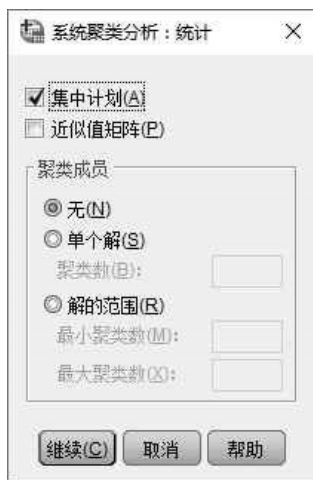 系统聚类分析：统计
集中计划(A)
近似值矩阵(P)
聚类成员
无(N)
单个解(S)
聚类数(B):
解的范围(R)
最小聚类数(M):
最大聚类数(X):
继续(C) 取消 帮助